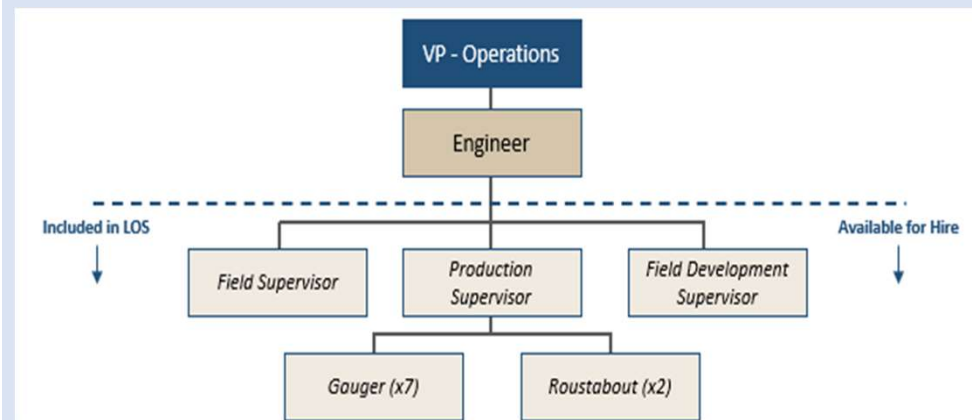 VP - Operations
Engineer
Included in LOS
Available for Hire
Field Supervisor
Production
Supervisor
Field Development
Supervisor
Gauger (x7)
Roustabout (x2)